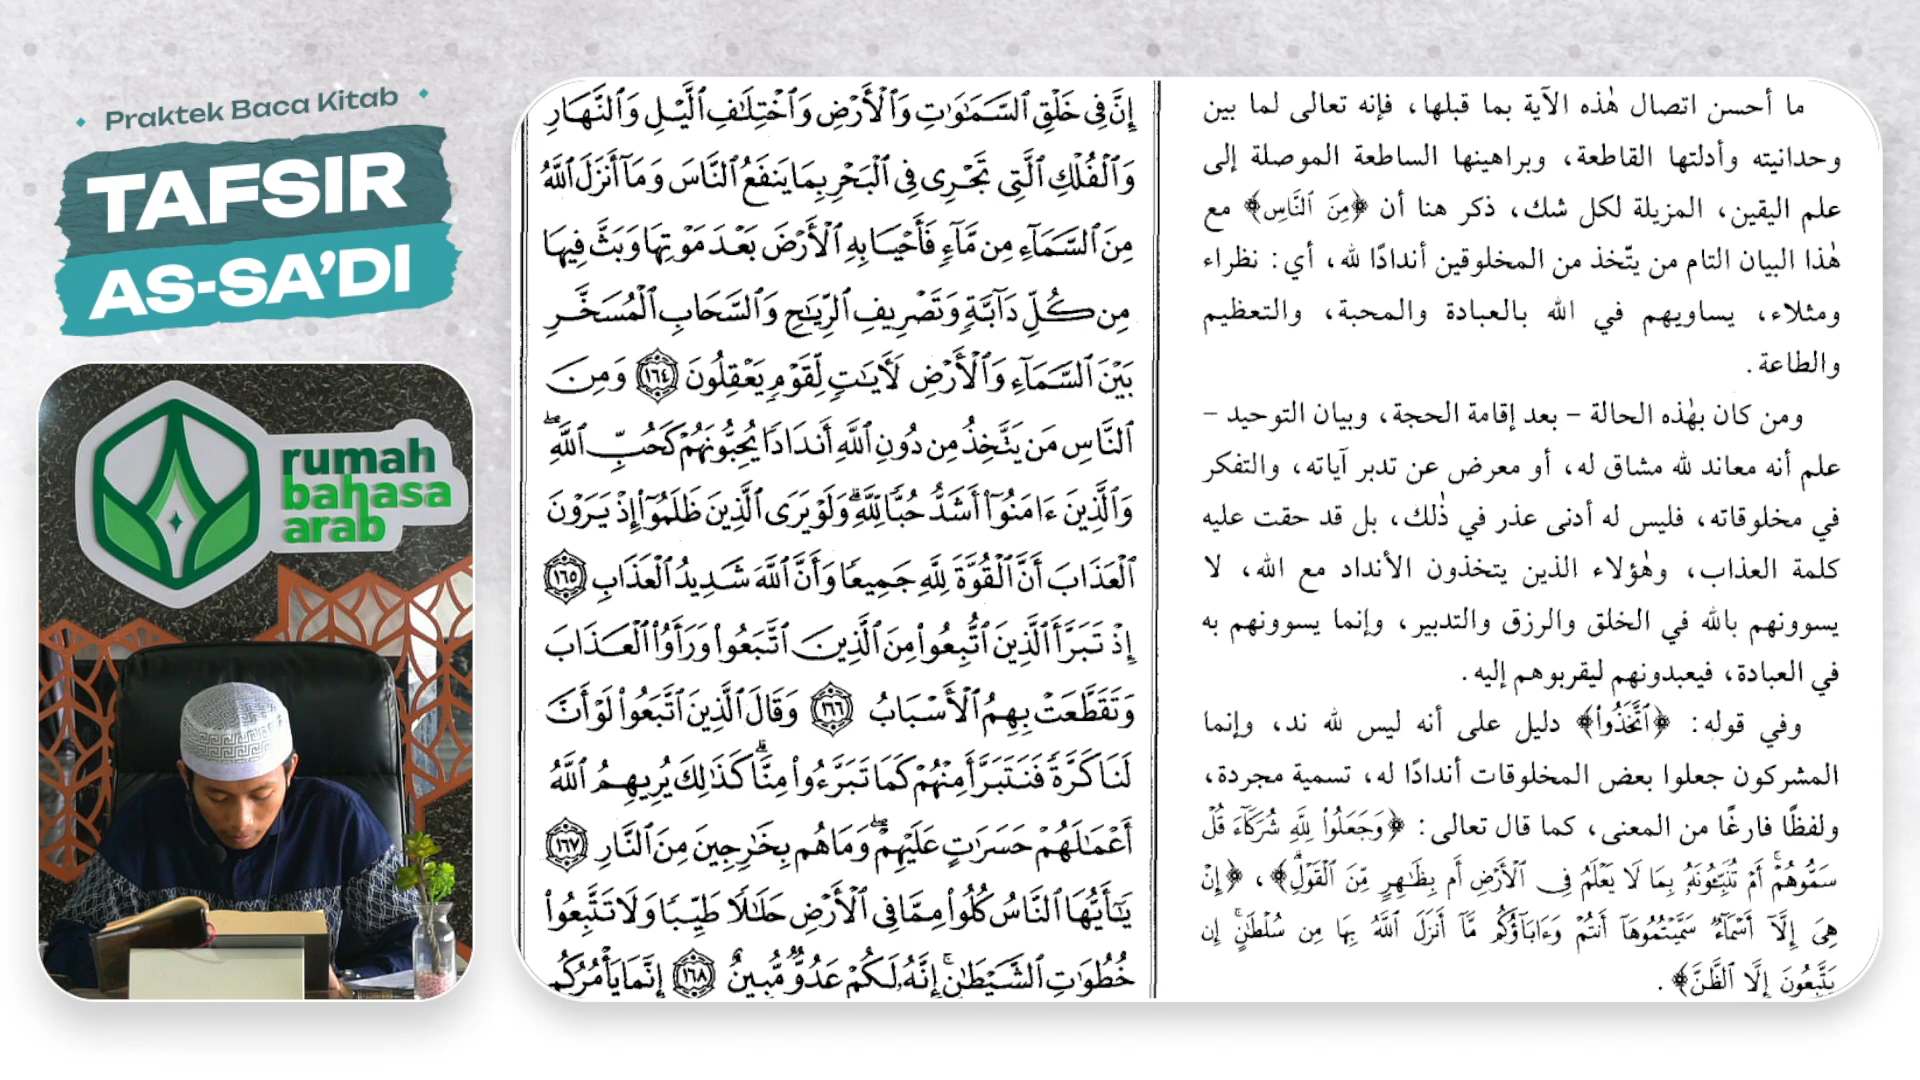 Praktek Baca Kitab
TAFSIR
AS-SA'DI
rumah
bahasa
arab
إِنَّ فِي خَلْقِ ٱلسَّمَٰوَٰتِ وَٱلْأَرْضِ وَٱخْتِلَٰفِ ٱلَّيْلِ وَٱلنَّهَارِ
وَٱلْفُلْكِ ٱلَّتِي تَجْرِي فِي ٱلْبَحْرِ بِمَا يَنفَعُ ٱلنَّاسَ وَمَآ أَنزَلَ ٱللَّهُ
مِنَ ٱلسَّمَآءِ مِن مَّآءٍ فَأَحْيَا بِهِ ٱلْأَرْضَ بَعْدَ مَوْتِهَا وَبَثَّ فِيهَا
مِن كُلِّ دَآبَّةٍ وَتَصْرِيفِ ٱلرِّيَٰحِ وَٱلسَّحَابِ ٱلْمُسَخَّرِ
بَيْنَ ٱلسَّمَآءِ وَٱلْأَرْضِ لَأَيَٰتٍ لِّقَوْمٍ يَعْقِلُونَ ١٦٤ وَمِنَ
ٱلنَّاسِ مَن يَتَّخِذُ مِن دُونِ ٱللَّهِ أَندَادًا يُحِبُّونَهُمْ كَحُبِّ ٱللَّهِۖ
وَٱلَّذِينَ ءَامَنُوٓا۟ أَشَدُّ حُبًّا لِّلَّهِۗ وَلَوْ يَرَى ٱلَّذِينَ ظَلَمُوٓا۟ إِذْ يَرَوْنَ
ٱلْعَذَابَ أَنَّ ٱلْقُوَّةَ لِلَّهِ جَمِيعًا وَأَنَّ ٱللَّهَ شَدِيدُ ٱلْعَذَابِ ١٦٥
إِذْ تَبَرَّأَ ٱلَّذِينَ ٱتُّبِعُوا۟ مِنَ ٱلَّذِينَ ٱتَّبَعُوا۟ وَرَأَوُا۟ ٱلْعَذَابَ
وَتَقَطَّعَتْ بِهِمُ ٱلْأَسْبَابُ ١٦٦ وَقَالَ ٱلَّذِينَ ٱتَّبَعُوا۟ لَوْ أَنَّ
لَنَا كَرَّةً فَنَتَبَرَّأَ مِنْهُمْ كَمَا تَبَرَّءُوا۟ مِنَّاۗ كَذَٰلِكَ يُرِيهِمُ ٱللَّهُ
أَعْمَٰلَهُمْ حَسَرَٰتٍ عَلَيْهِمْۖ وَمَا هُم بِخَٰرِجِينَ مِنَ ٱلنَّارِ ١٦٧
يَٰٓأَيُّهَا ٱلنَّاسُ كُلُوا۟ مِمَّا فِي ٱلْأَرْضِ حَلَٰلًا طَيِّبًا وَلَا تَتَّبِعُوا۟
خُطُوَٰتِ ٱلشَّيْطَٰنِۚ إِنَّهُۥ لَكُمْ عَدُوٌّ مُّبِينٌ ١٦٨ إِنَّمَا يَأْمُرُكُم
ما أحسن اتصال هٰذه الآية بما قبلها، فإنه تعالى لما بين
وحدانيته وأدلتها القاطعة، وبراهينها الساطعة الموصلة إلى
علم اليقين، المزيلة لكل شك، ذكر هنا أن ﴿مِنَ ٱلنَّاسِ﴾ مع
هٰذا البيان التام من يتّخذ من المخلوقين أندادًا لله، أي: نظراء
ومثلاء، يساويهم في الله بالعبادة والمحبة، والتعظيم
والطاعة.
ومن كان بهٰذه الحالة – بعد إقامة الحجة، وبيان التوحيد –
علم أنه معاند لله مشاق له، أو معرض عن تدبر آياته، والتفكر
في مخلوقاته، فليس له أدنى عذر في ذٰلك، بل قد حقت عليه
كلمة العذاب، وهٰؤلاء الذين يتخذون الأنداد مع الله، لا
يسوونهم بالله في الخلق والرزق والتدبير، وإنما يسوونهم به
في العبادة، فيعبدونهم ليقربوهم إليه.
وفي قوله: ﴿ٱتَّخَذُوا۟﴾ دليل على أنه ليس لله ند، وإنما
المشركون جعلوا بعض المخلوقات أندادًا له، تسمية مجردة،
ولفظًا فارغًا من المعنى، كما قال تعالى: ﴿وَجَعَلُوا۟ لِلَّهِ شُرَكَآءَ قُلْ
سَمُّوهُمْۚ أَمْ تُنَبِّـُٔونَهُۥ بِمَا لَا يَعْلَمُ فِي ٱلْأَرْضِ أَم بِظَٰهِرٍ مِّنَ ٱلْقَوْلِۗ﴾، ﴿إِنْ
هِيَ إِلَّآ أَسْمَآءٌ سَمَّيْتُمُوهَآ أَنتُمْ وَءَابَآؤُكُم مَّآ أَنزَلَ ٱللَّهُ بِهَا مِن سُلْطَٰنٍۚ إِن
يَتَّبِعُونَ إِلَّا ٱلظَّنَّ﴾.